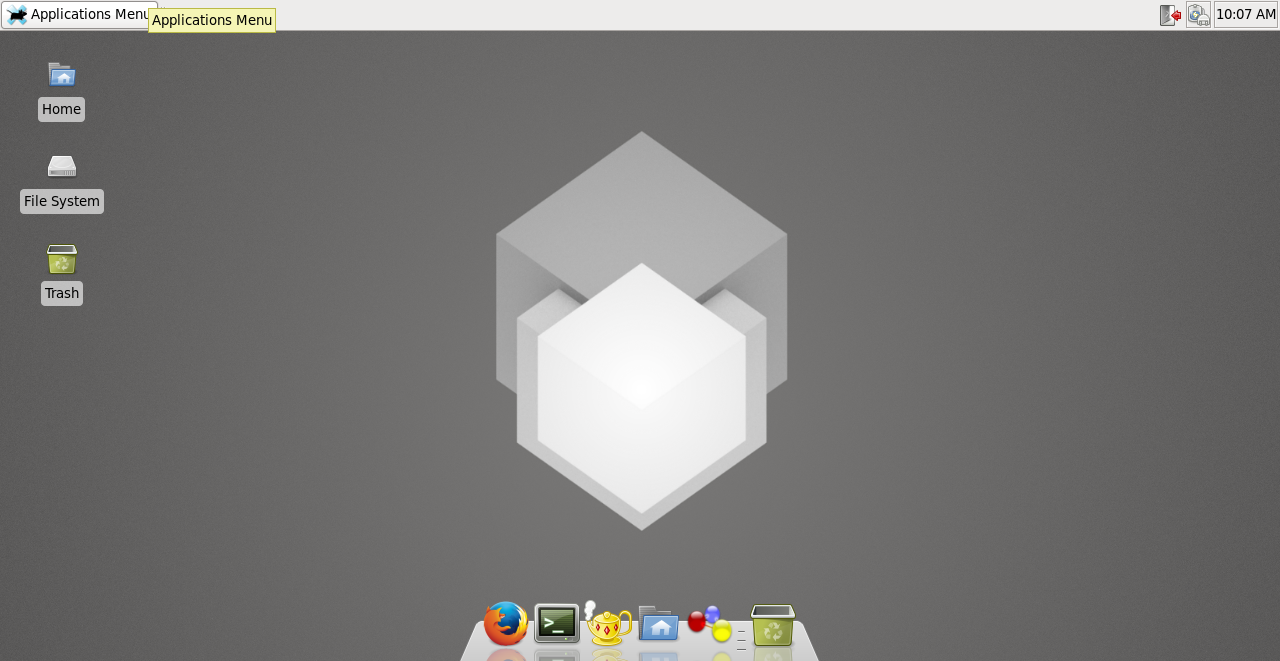 Applications Menu
Applications Menu
10:07 AM
Home
File System
Trash
>_